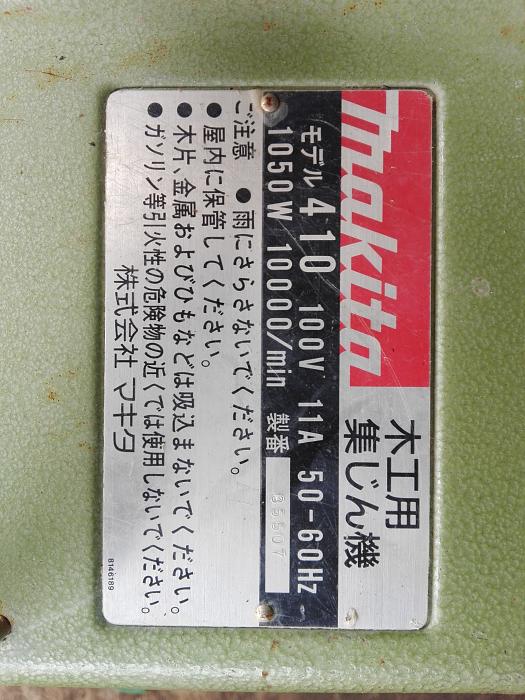 makita
木工用
集じん機
モデル 410 100V 11A 50-60Hz
1050W 10000/min 製番 35507
ご注意 ● 雨にさらさないでください。
● 屋内に保管してください。
● 木片、金属およびひもなどは吸込まないでください。
● ガソリン等引火性の危険物の近くでは使用しないでください。
株式会社 マキタ
8146189